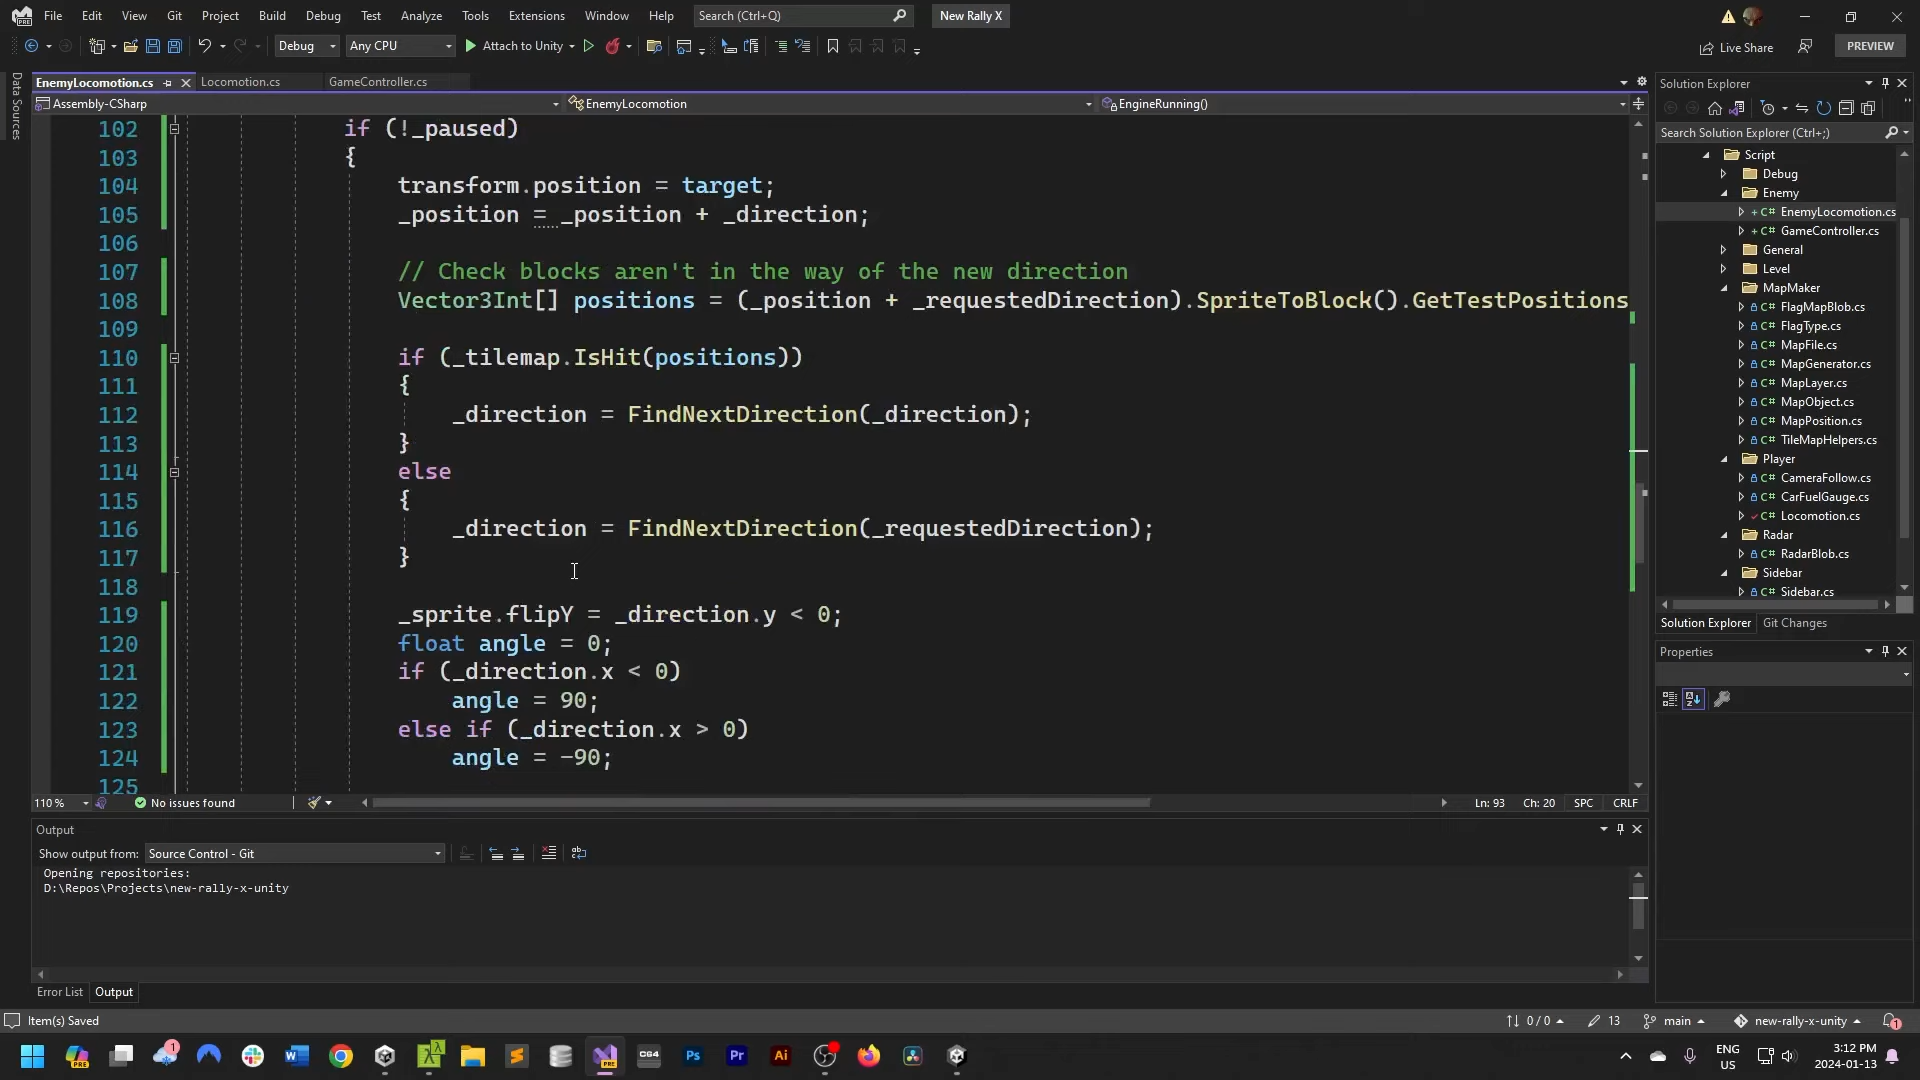 File Edit View Git Project Build Debug Test Analyze Tools Extensions Window Help Search (Ctrl+Q) New Rally X
Debug Any CPU Attach to Unity Live Share PREVIEW
Data Sources
EnemyLocomotion.cs Locomotion.cs GameController.cs
Assembly-CSharp EnemyLocomotion EngineRunning()
102 if (!_paused)
103 {
104 transform.position = target;
105 _position = _position + _direction;
106
107 // Check blocks aren't in the way of the new direction
108 Vector3Int[] positions = (_position + _requestedDirection).SpriteToBlock().GetTestPositions
109
110 if (_tilemap.IsHit(positions))
111 {
112 _direction = FindNextDirection(_direction);
113 }
114 else
115 {
116 _direction = FindNextDirection(_requestedDirection);
117 }
118
119 _sprite.flipY = _direction.y < 0;
120 float angle = 0;
121 if (_direction.x < 0)
122 angle = 90;
123 else if (_direction.x > 0)
124 angle = -90;
125
110 % No issues found Ln: 93 Ch: 20 SPC CRLF
Output
Show output from: Source Control - Git
Opening repositories:
D:\Repos\Projects\new-rally-x-unity
Error List Output
Solution Explorer
Search Solution Explorer (Ctrl+;)
Script
Debug
Enemy
+ C# EnemyLocomotion.cs
+ C# GameController.cs
General
Level
MapMaker
C# FlagMapBlob.cs
C# FlagType.cs
C# MapFile.cs
C# MapGenerator.cs
C# MapLayer.cs
C# MapObject.cs
C# MapPosition.cs
C# TileMapHelpers.cs
Player
C# CameraFollow.cs
C# CarFuelGauge.cs
C# Locomotion.cs
Radar
C# RadarBlob.cs
Sidebar
C# Sidebar.cs
Solution Explorer Git Changes
Properties
Item(s) Saved 0 / 0 13 main new-rally-x-unity 1
1 PRE CG4 Ps Pr Ai
ENG
US
3:12 PM
2024-01-13